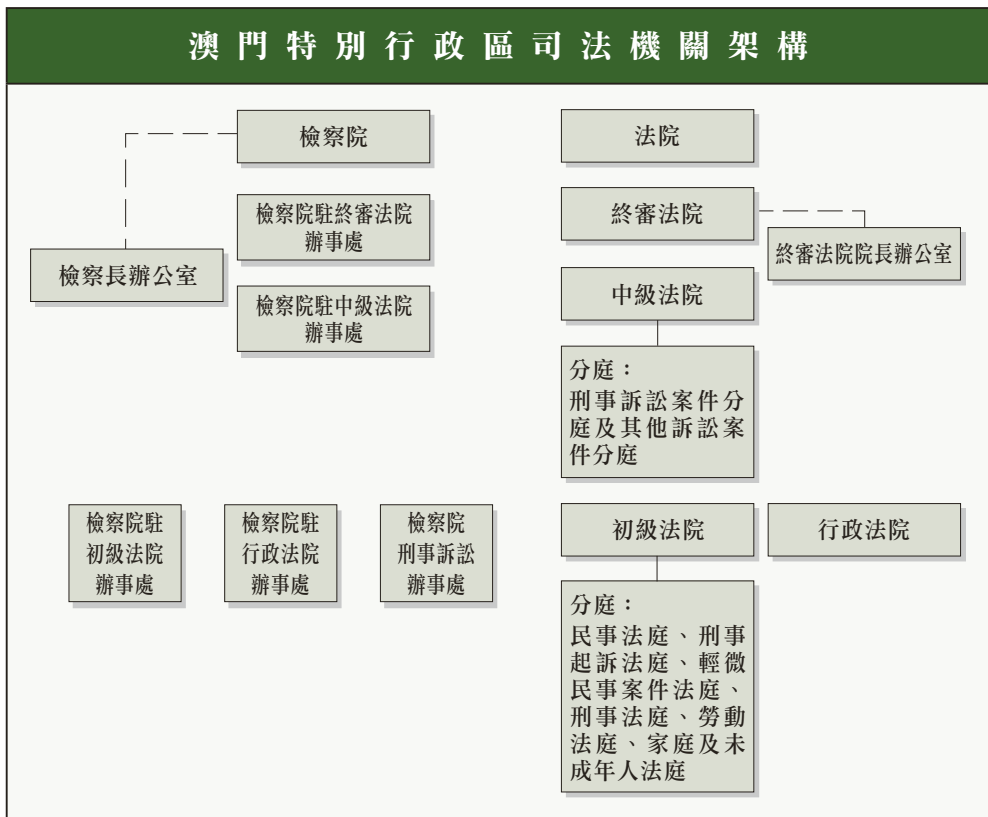 澳門特別行政區司法機關架構
檢察院
檢察院駐終審法院
辦事處
檢察長辦公室
檢察院駐中級法院
辦事處
法院
終審法院
終審法院院長辦公室
中級法院
分庭：
刑事訴訟案件分
庭及其他訴訟案
件分庭
檢察院駐
初級法院
辦事處
檢察院駐
行政法院
辦事處
檢察院
刑事訴訟
辦事處
初級法院
行政法院
分庭：
民事法庭、刑事
起訴法庭、輕微
民事案件法庭、
刑事法庭、勞動
法庭、家庭及未
成年人法庭